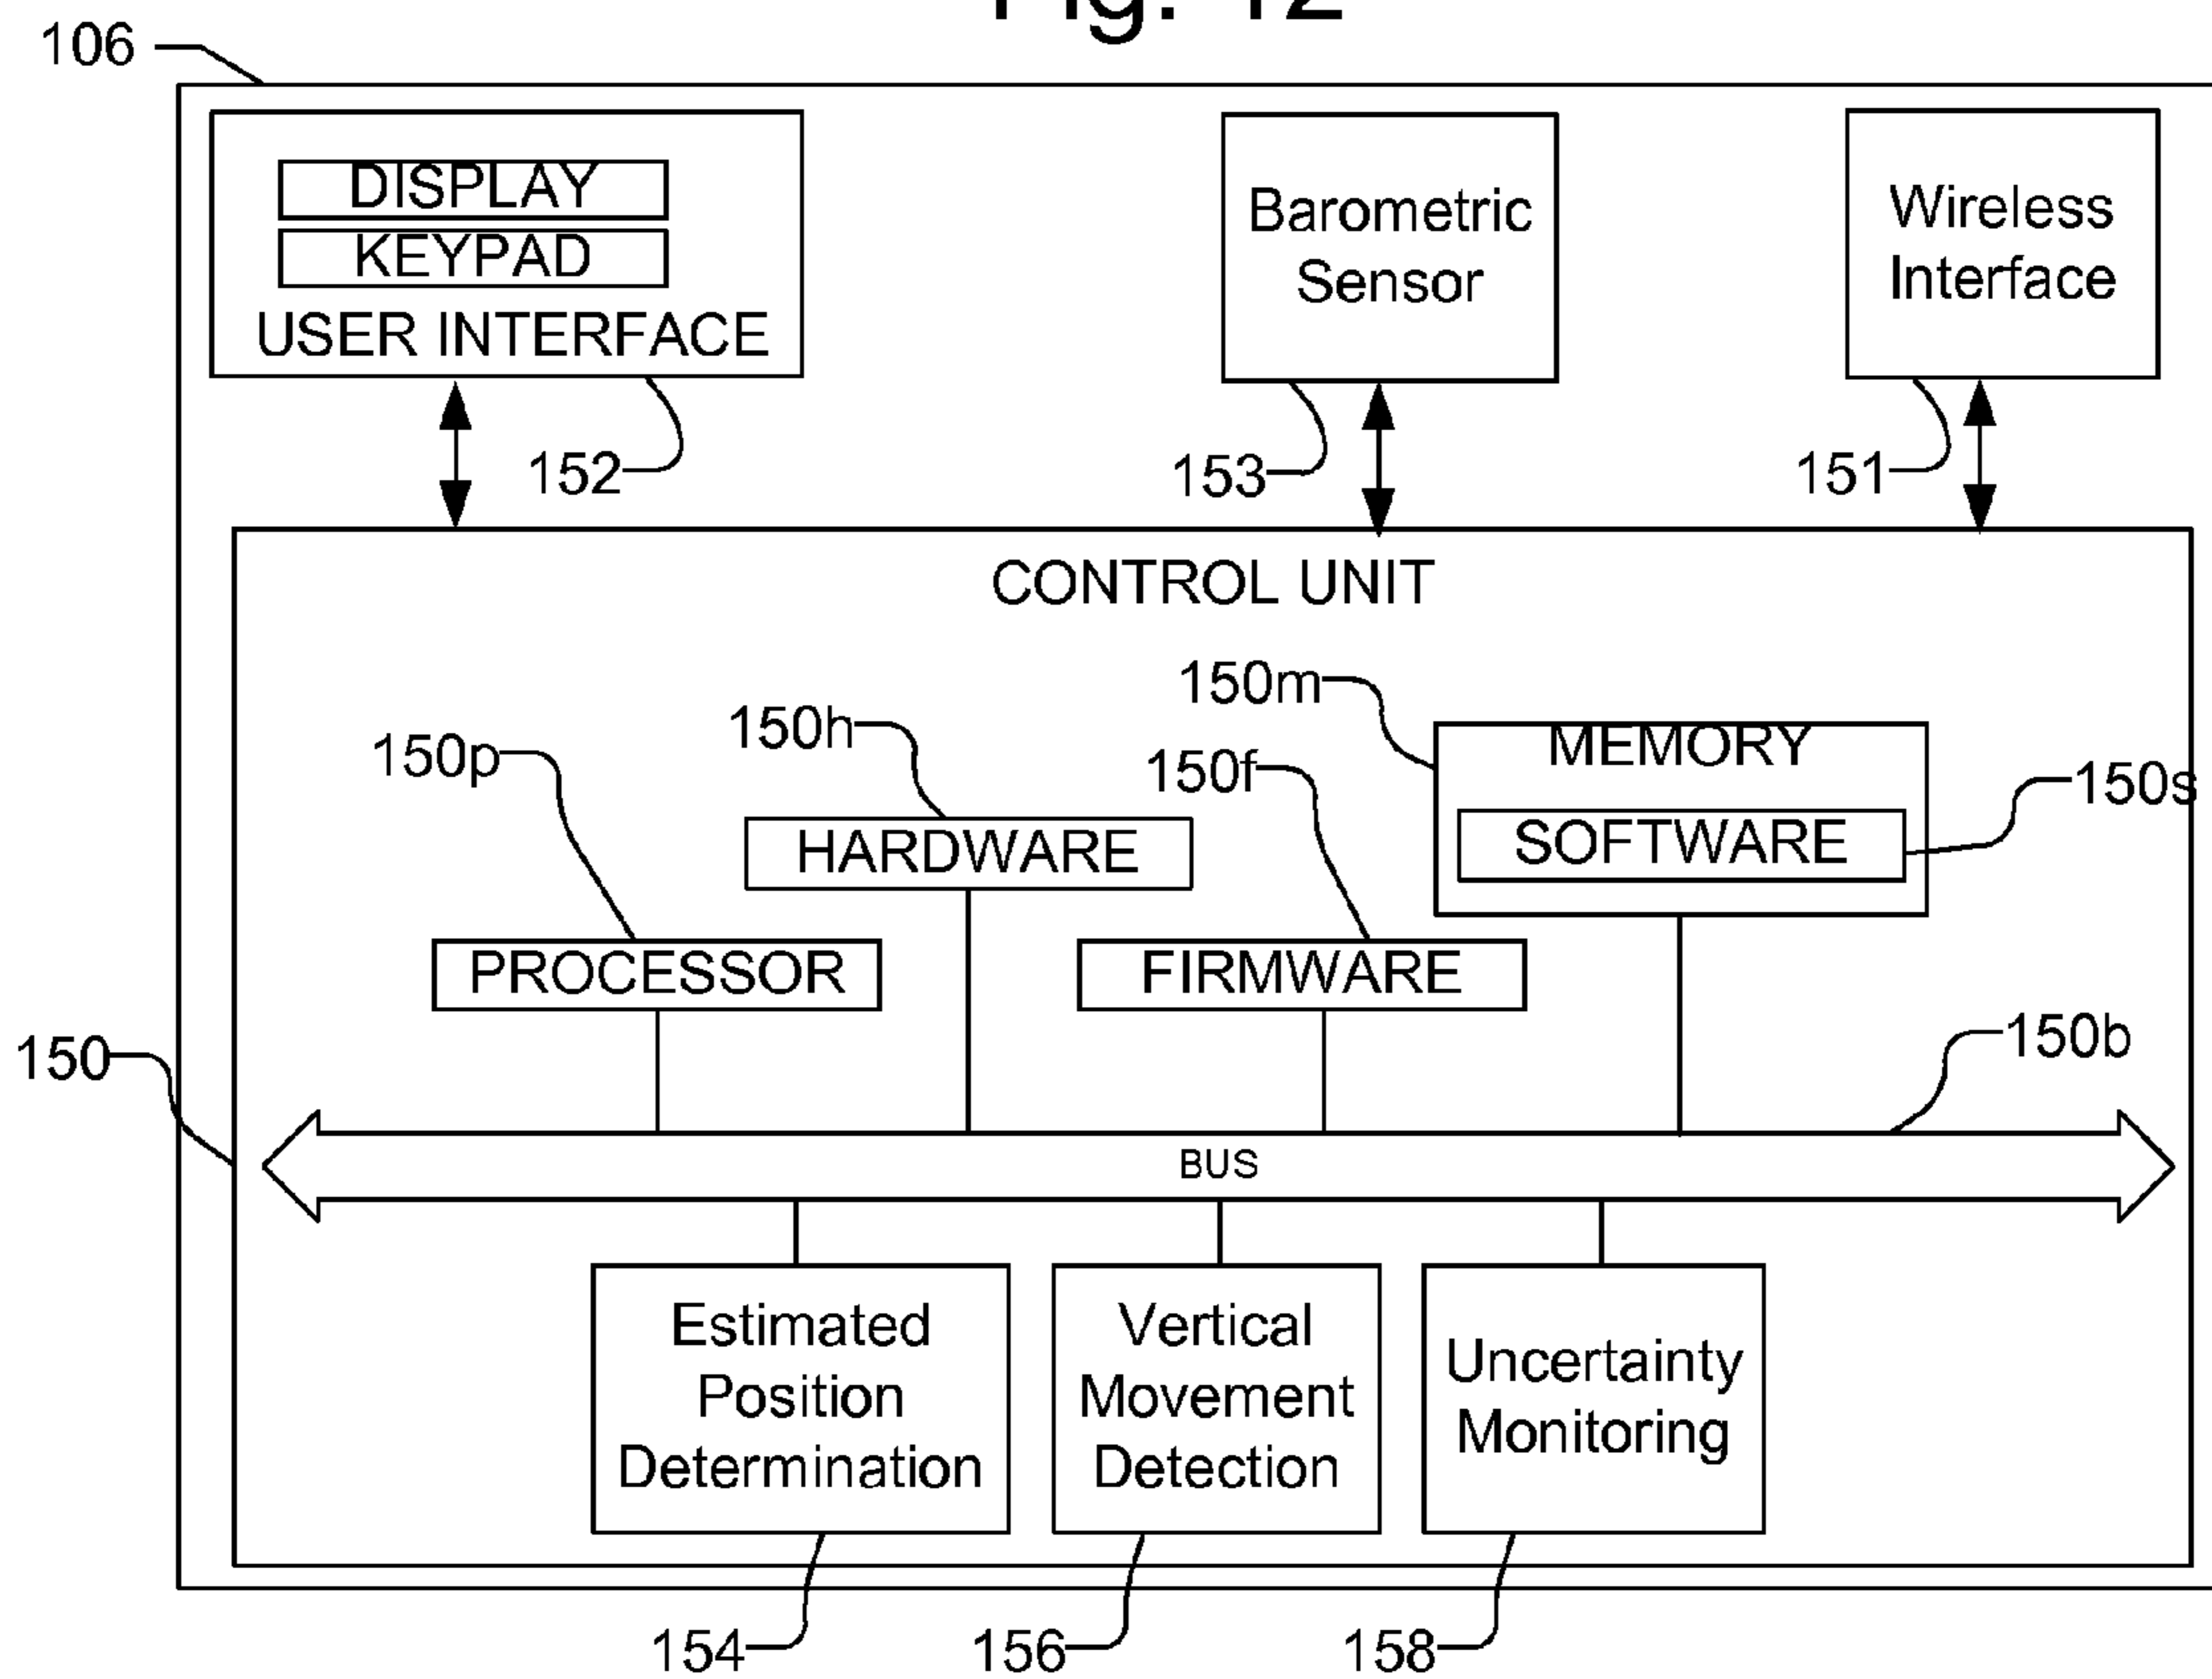 Fig. 12
106
DISPLAY
KEYPAD
USER INTERFACE
Barometric
Sensor
Wireless
Interface
152
153
151
CONTROL UNIT
150m
150h
150p
150f
MEMORY
150s
SOFTWARE
HARDWARE
PROCESSOR
FIRMWARE
150
150b
BUS
Estimated
Position
Determination
Vertical
Movement
Detection
Uncertainty
Monitoring
154
156
158